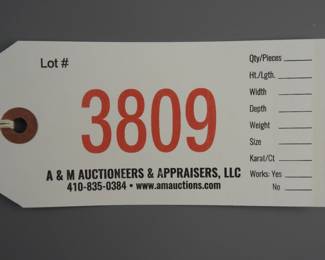 Lot #
3809
A & M AUCTIONEERS & APPRAISERS, LLC
410-835-0384 • www.amauctions.com
Qty/Pieces
Ht./Lgth.
Width
Depth
Weight
Size
Karat/Ct
Works: Yes
No